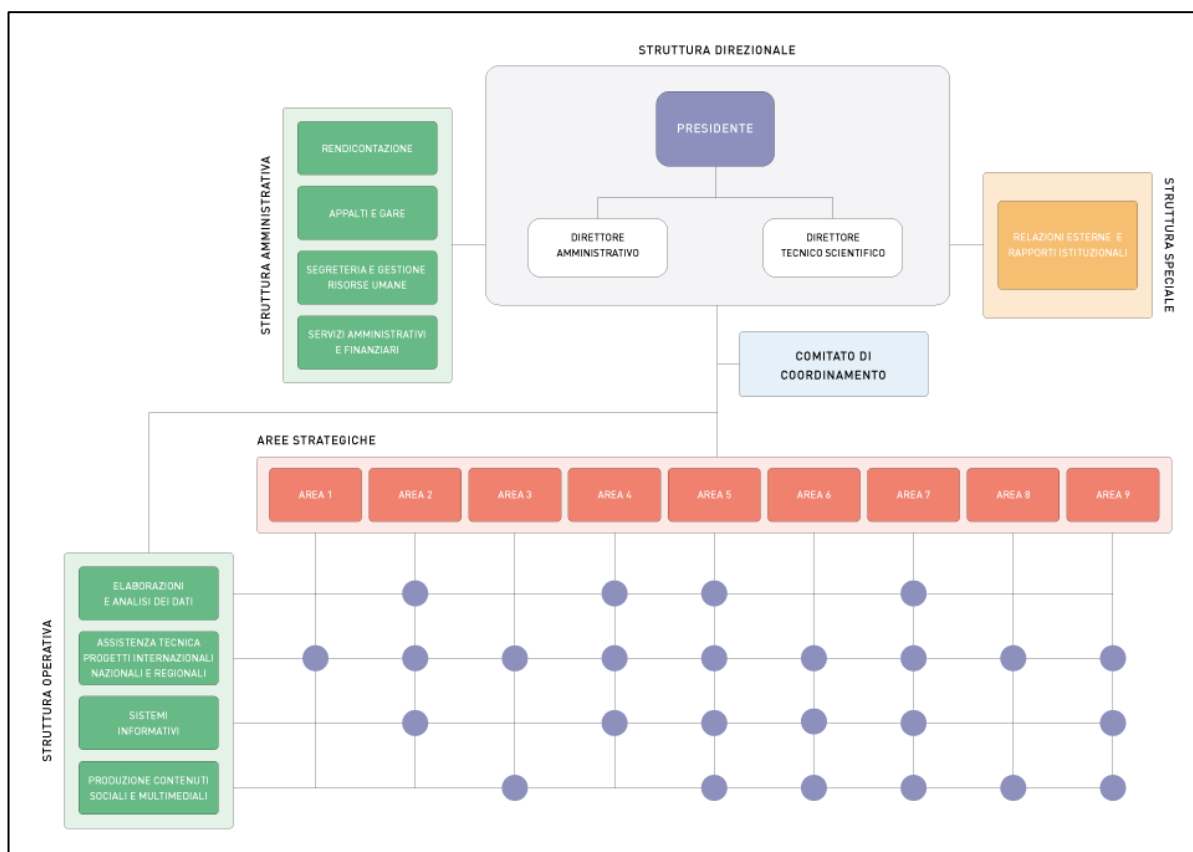 STRUTTURA DIREZIONALE
PRESIDENTE
DIRETTORE
AMMINISTRATIVO
DIRETTORE
TECNICO SCIENTIFICO
STRUTTURA AMMINISTRATIVA
RENDICONTAZIONE
APPALTI E GARE
SEGRETERIA E GESTIONE
RISORSE UMANE
SERVIZI AMMINISTRATIVI
E FINANZIARI
STRUTTURA SPECIALE
RELAZIONI ESTERNE E
RAPPORTI ISTITUZIONALI
COMITATO DI
COORDINAMENTO
AREE STRATEGICHE
AREA 1
AREA 2
AREA 3
AREA 4
AREA 5
AREA 6
AREA 7
AREA 8
AREA 9
STRUTTURA OPERATIVA
ELABORAZIONI
E ANALISI DEI DATI
ASSISTENZA TECNICA
PROGETTI INTERNAZIONALI
NAZIONALI E REGIONALI
SISTEMI
INFORMATIVI
PRODUZIONE CONTENUTI
SOCIALI E MULTIMEDIALI